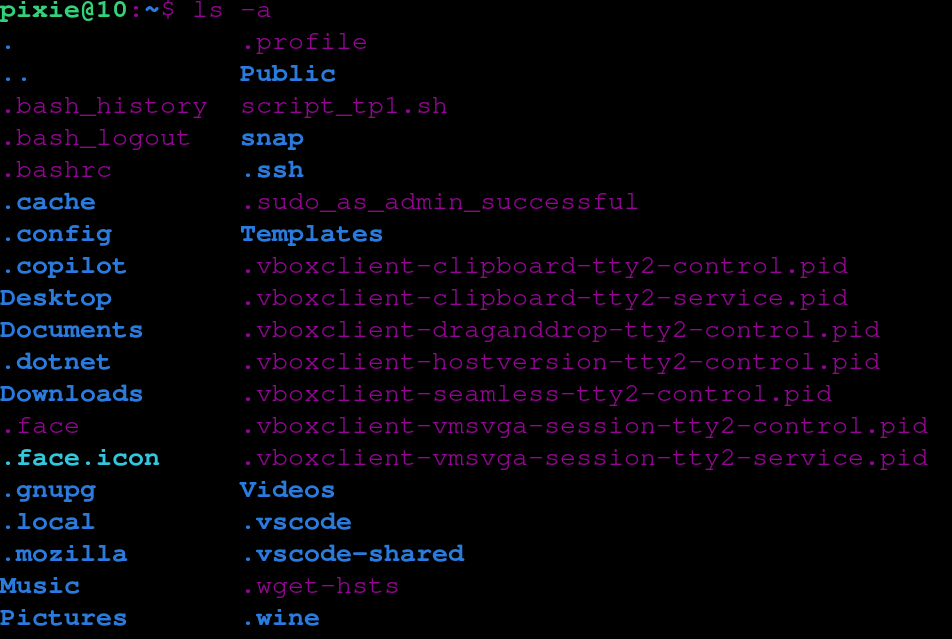 pixie@10:~$ ls -a
. .profile
.. Public
.bash_history script_tp1.sh
.bash_logout snap
.bashrc .ssh
.cache .sudo_as_admin_successful
.config Templates
.copilot .vboxclient-clipboard-tty2-control.pid
Desktop .vboxclient-clipboard-tty2-service.pid
Documents .vboxclient-draganddrop-tty2-control.pid
.dotnet .vboxclient-hostversion-tty2-control.pid
Downloads .vboxclient-seamless-tty2-control.pid
.face .vboxclient-vmsvga-session-tty2-control.pid
.face.icon .vboxclient-vmsvga-session-tty2-service.pid
.gnupg Videos
.local .vscode
.mozilla .vscode-shared
Music .wget-hsts
Pictures .wine